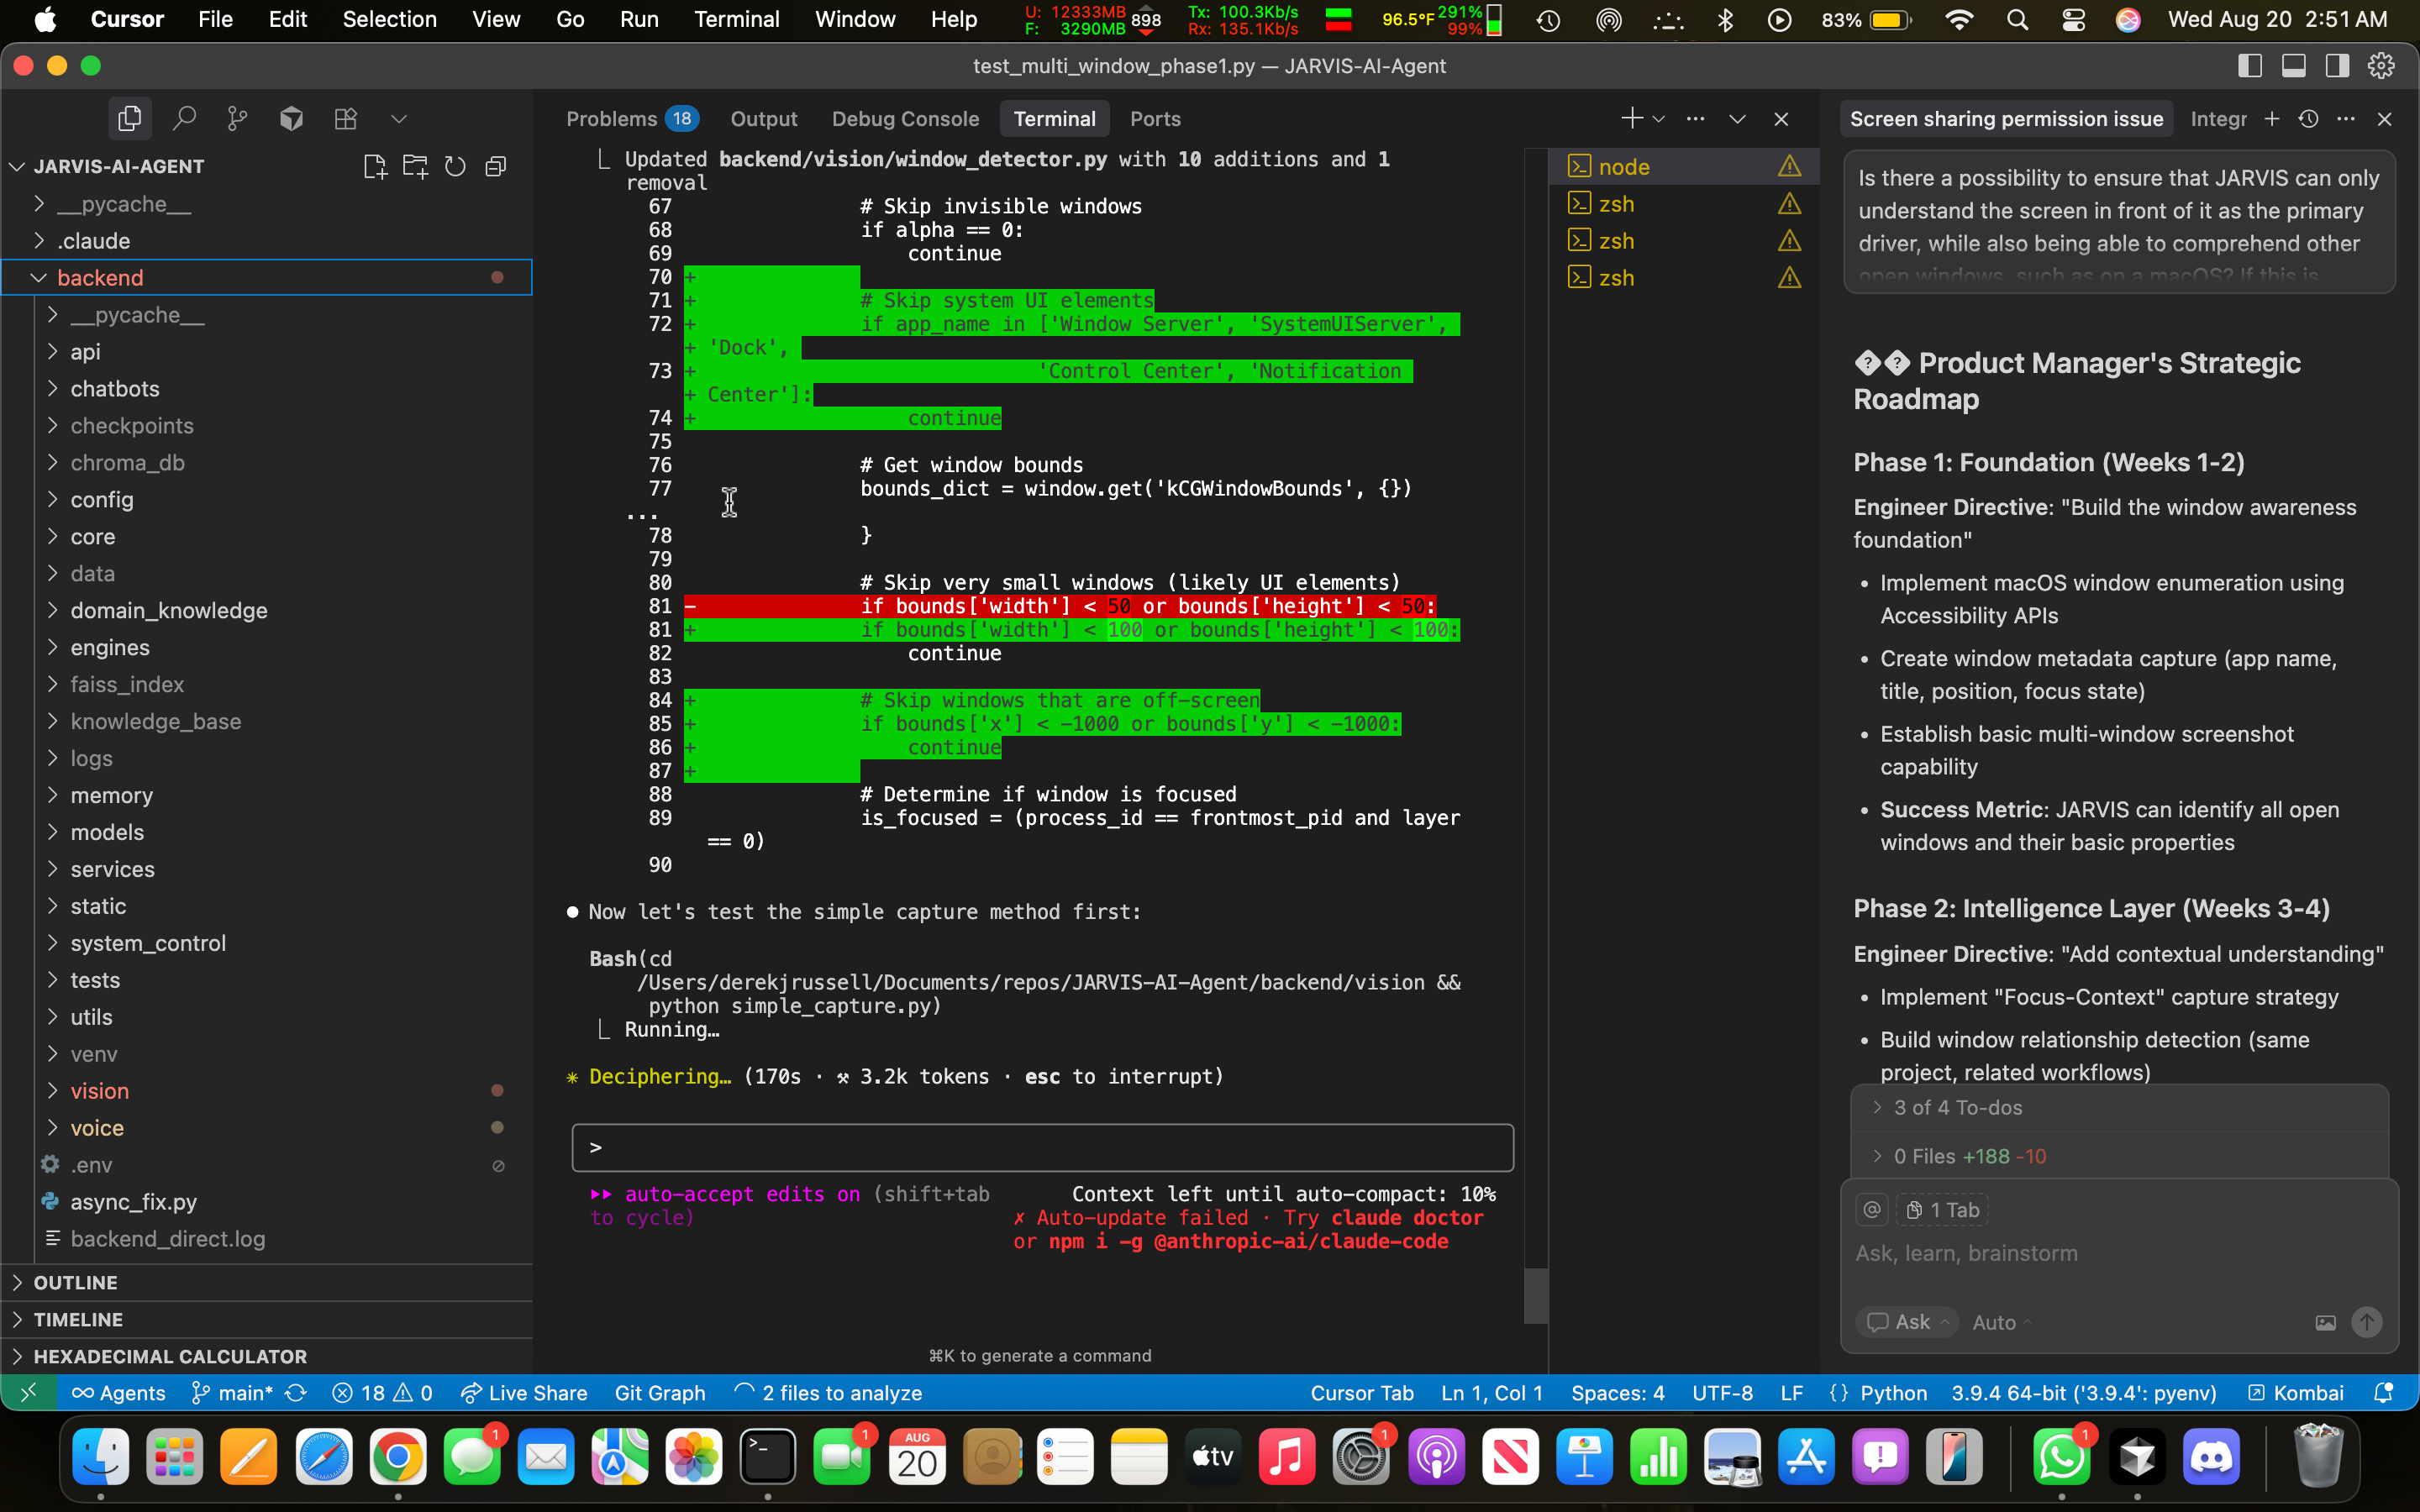 Cursor File Edit Selection View Go Run Terminal Window Help
U: 12333MB
F: 3290MB
898
Tx: 100.3Kb/s
Rx: 135.1Kb/s
96.5°F 291%
99%
83%
Wed Aug 20 2:51 AM
test_multi_window_phase1.py — JARVIS-AI-Agent
JARVIS-AI-AGENT
__pycache__
.claude
backend
__pycache__
api
chatbots
checkpoints
chroma_db
config
core
data
domain_knowledge
engines
faiss_index
knowledge_base
logs
memory
models
services
static
system_control
tests
utils
venv
vision
voice
.env
async_fix.py
backend_direct.log
OUTLINE
TIMELINE
HEXADECIMAL CALCULATOR
Problems 18 Output Debug Console Terminal Ports
Updated backend/vision/window_detector.py with 10 additions and 1
removal
67 # Skip invisible windows
68 if alpha == 0:
69 continue
70 +
71 + # Skip system UI elements
72 + if app_name in ['Window Server', 'SystemUIServer',
+ 'Dock',
73 + 'Control Center', 'Notification
+ Center']:
74 + continue
75
76 # Get window bounds
77 bounds_dict = window.get('kCGWindowBounds', {})
...
78 }
79
80 # Skip very small windows (likely UI elements)
81 - if bounds['width'] < 50 or bounds['height'] < 50:
81 + if bounds['width'] < 100 or bounds['height'] < 100:
82 continue
83
84 + # Skip windows that are off-screen
85 + if bounds['x'] < -1000 or bounds['y'] < -1000:
86 + continue
87 +
88 # Determine if window is focused
89 is_focused = (process_id == frontmost_pid and layer
== 0)
90
● Now let's test the simple capture method first:
Bash(cd
/Users/derekjrussell/Documents/repos/JARVIS-AI-Agent/backend/vision &&
python simple_capture.py)
Running…
✳ Deciphering… (170s · ⚒ 3.2k tokens · esc to interrupt)
>
▸▸ auto-accept edits on (shift+tab
to cycle)
Context left until auto-compact: 10%
✗ Auto-update failed · Try claude doctor
or npm i -g @anthropic-ai/claude-code
⌘K to generate a command
node
zsh
zsh
zsh
Screen sharing permission issue Integr
Is there a possibility to ensure that JARVIS can only
understand the screen in front of it as the primary
driver, while also being able to comprehend other
open windows, such as on a macOS? If this is
Product Manager's Strategic
Roadmap
Phase 1: Foundation (Weeks 1-2)
Engineer Directive: "Build the window awareness
foundation"
• Implement macOS window enumeration using
Accessibility APIs
• Create window metadata capture (app name,
title, position, focus state)
• Establish basic multi-window screenshot
capability
• Success Metric: JARVIS can identify all open
windows and their basic properties
Phase 2: Intelligence Layer (Weeks 3-4)
Engineer Directive: "Add contextual understanding"
• Implement "Focus-Context" capture strategy
• Build window relationship detection (same
project, related workflows)
3 of 4 To-dos
0 Files +188 -10
@ 1 Tab
Ask, learn, brainstorm
Ask Auto
Agents main* 18 0 Live Share Git Graph 2 files to analyze
Cursor Tab Ln 1, Col 1 Spaces: 4 UTF-8 LF {} Python 3.9.4 64-bit ('3.9.4': pyenv) Kombai
1
1
AUG
20
tv
1
1